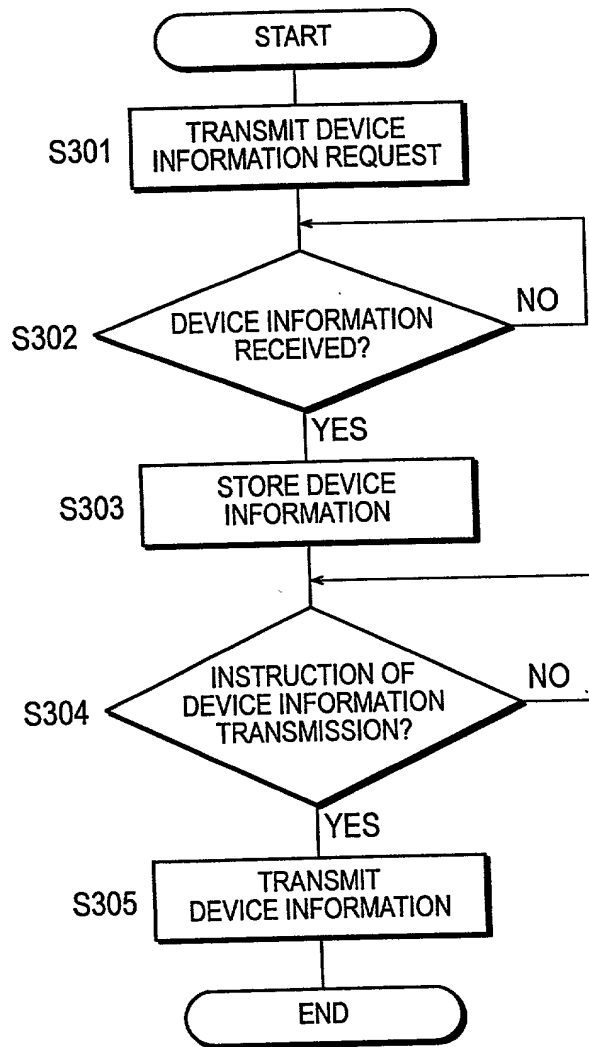 START
S301
TRANSMIT DEVICE
INFORMATION REQUEST
S302
DEVICE INFORMATION
RECEIVED?
NO
YES
S303
STORE DEVICE
INFORMATION
S304
INSTRUCTION OF
DEVICE INFORMATION
TRANSMISSION?
NO
YES
S305
TRANSMIT
DEVICE INFORMATION
END